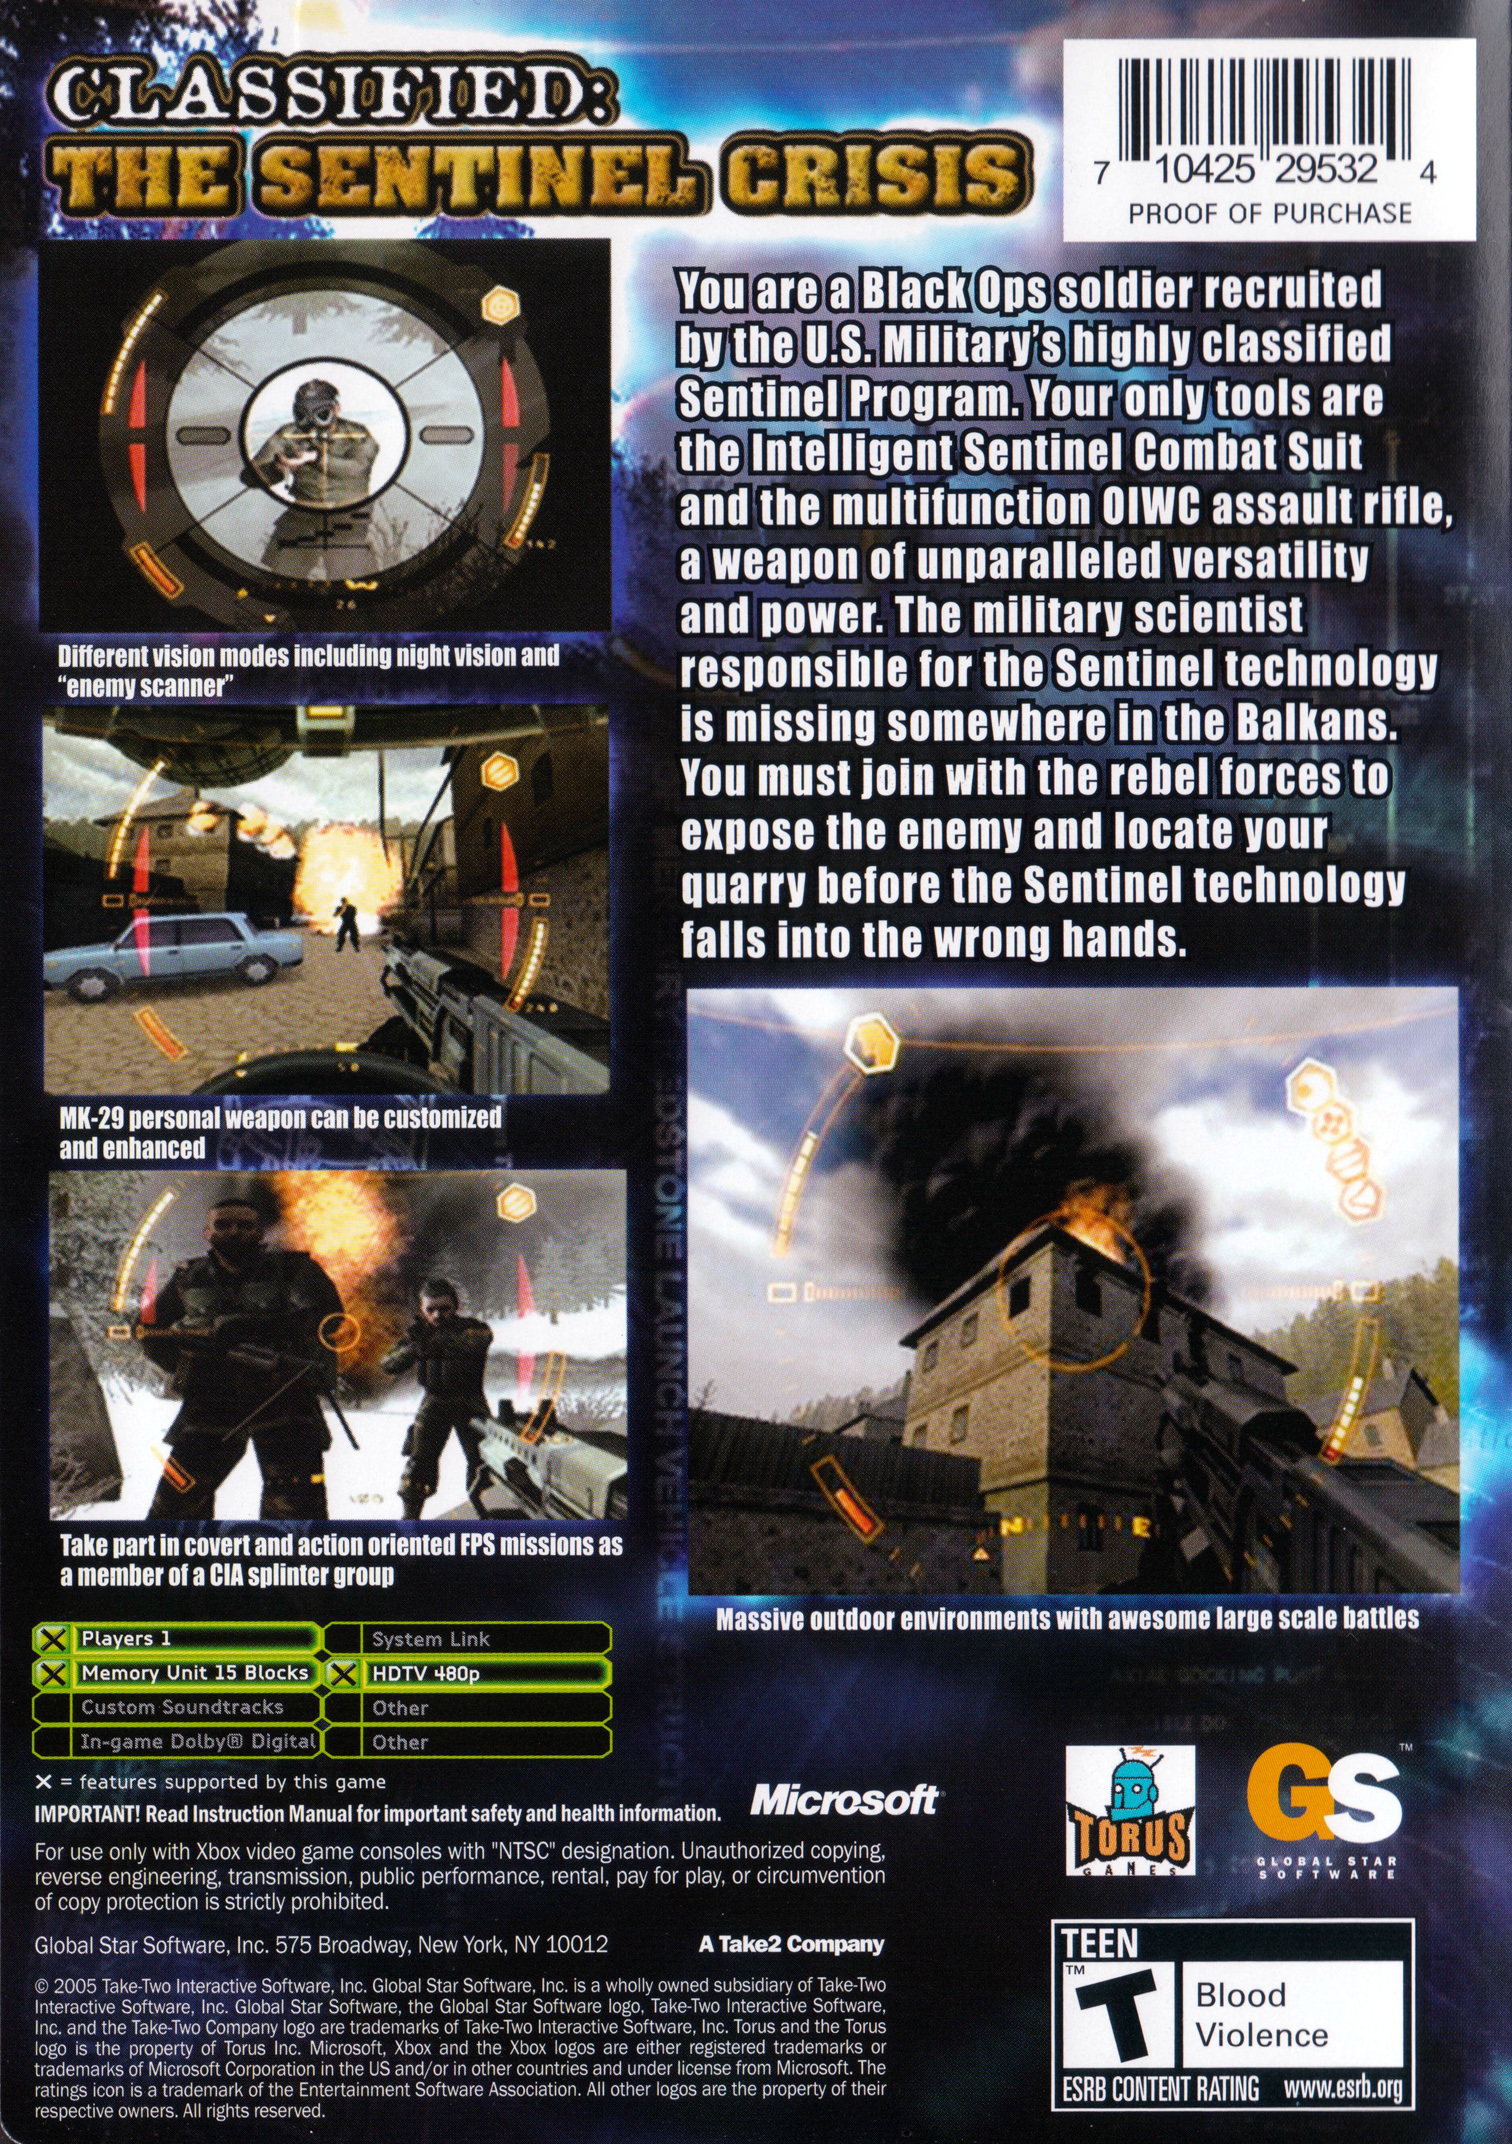 CLASSIFIED:
THE SENTINEL CRISIS
7 10425 29532 4
PROOF OF PURCHASE
You are a Black Ops soldier recruited
by the U.S. Military's highly classified
Sentinel Program. Your only tools are
the Intelligent Sentinel Combat Suit
and the multifunction OIWC assault rifle,
a weapon of unparalleled versatility
and power. The military scientist
responsible for the Sentinel technology
is missing somewhere in the Balkans.
You must join with the rebel forces to
expose the enemy and locate your
quarry before the Sentinel technology
falls into the wrong hands.
142
26
Different vision modes including night vision and
"enemy scanner"
240
50
MK-29 personal weapon can be customized
and enhanced
Take part in covert and action oriented FPS missions as
a member of a CIA splinter group
N E
Massive outdoor environments with awesome large scale battles
Players 1
System Link
Memory Unit 15 Blocks
HDTV 480p
Custom Soundtracks
Other
In-game Dolby® Digital
Other
X = features supported by this game
IMPORTANT! Read Instruction Manual for important safety and health information.
Microsoft
For use only with Xbox video game consoles with "NTSC" designation. Unauthorized copying,
reverse engineering, transmission, public performance, rental, pay for play, or circumvention
of copy protection is strictly prohibited.
Global Star Software, Inc. 575 Broadway, New York, NY 10012
A Take2 Company
© 2005 Take-Two Interactive Software, Inc. Global Star Software, Inc. is a wholly owned subsidiary of Take-Two
Interactive Software, Inc. Global Star Software, the Global Star Software logo, Take-Two Interactive Software,
Inc. and the Take-Two Company logo are trademarks of Take-Two Interactive Software, Inc. Torus and the Torus
logo is the property of Torus Inc. Microsoft, Xbox and the Xbox logos are either registered trademarks or
trademarks of Microsoft Corporation in the US and/or in other countries and under license from Microsoft. The
ratings icon is a trademark of the Entertainment Software Association. All other logos are the property of their
respective owners. All rights reserved.
TORUS
GAMES
GS™
GLOBAL STAR
SOFTWARE
TEEN
T™
Blood
Violence
ESRB CONTENT RATING www.esrb.org